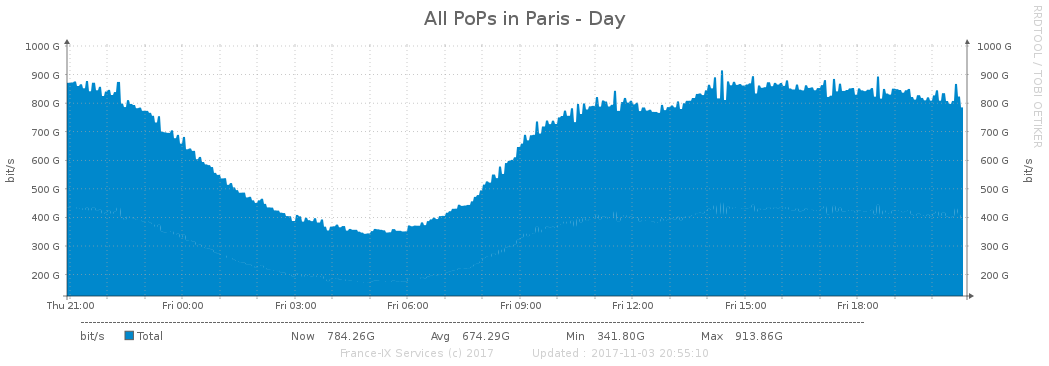 All PoPs in Paris - Day
RRDTOOL / TOBI OETIKER
1000 G 1000 G
900 G 900 G
800 G 800 G
700 G 700 G
600 G 600 G
500 G 500 G
400 G 400 G
300 G 300 G
200 G 200 G
bit/s
bit/s
Thu 21:00 Fri 00:00 Fri 03:00 Fri 06:00 Fri 09:00 Fri 12:00 Fri 15:00 Fri 18:00
bit/s Total Now 784.26G Avg 674.29G Min 341.80G Max 913.86G
France-IX Services (c) 2017 Updated : 2017-11-03 20:55:10